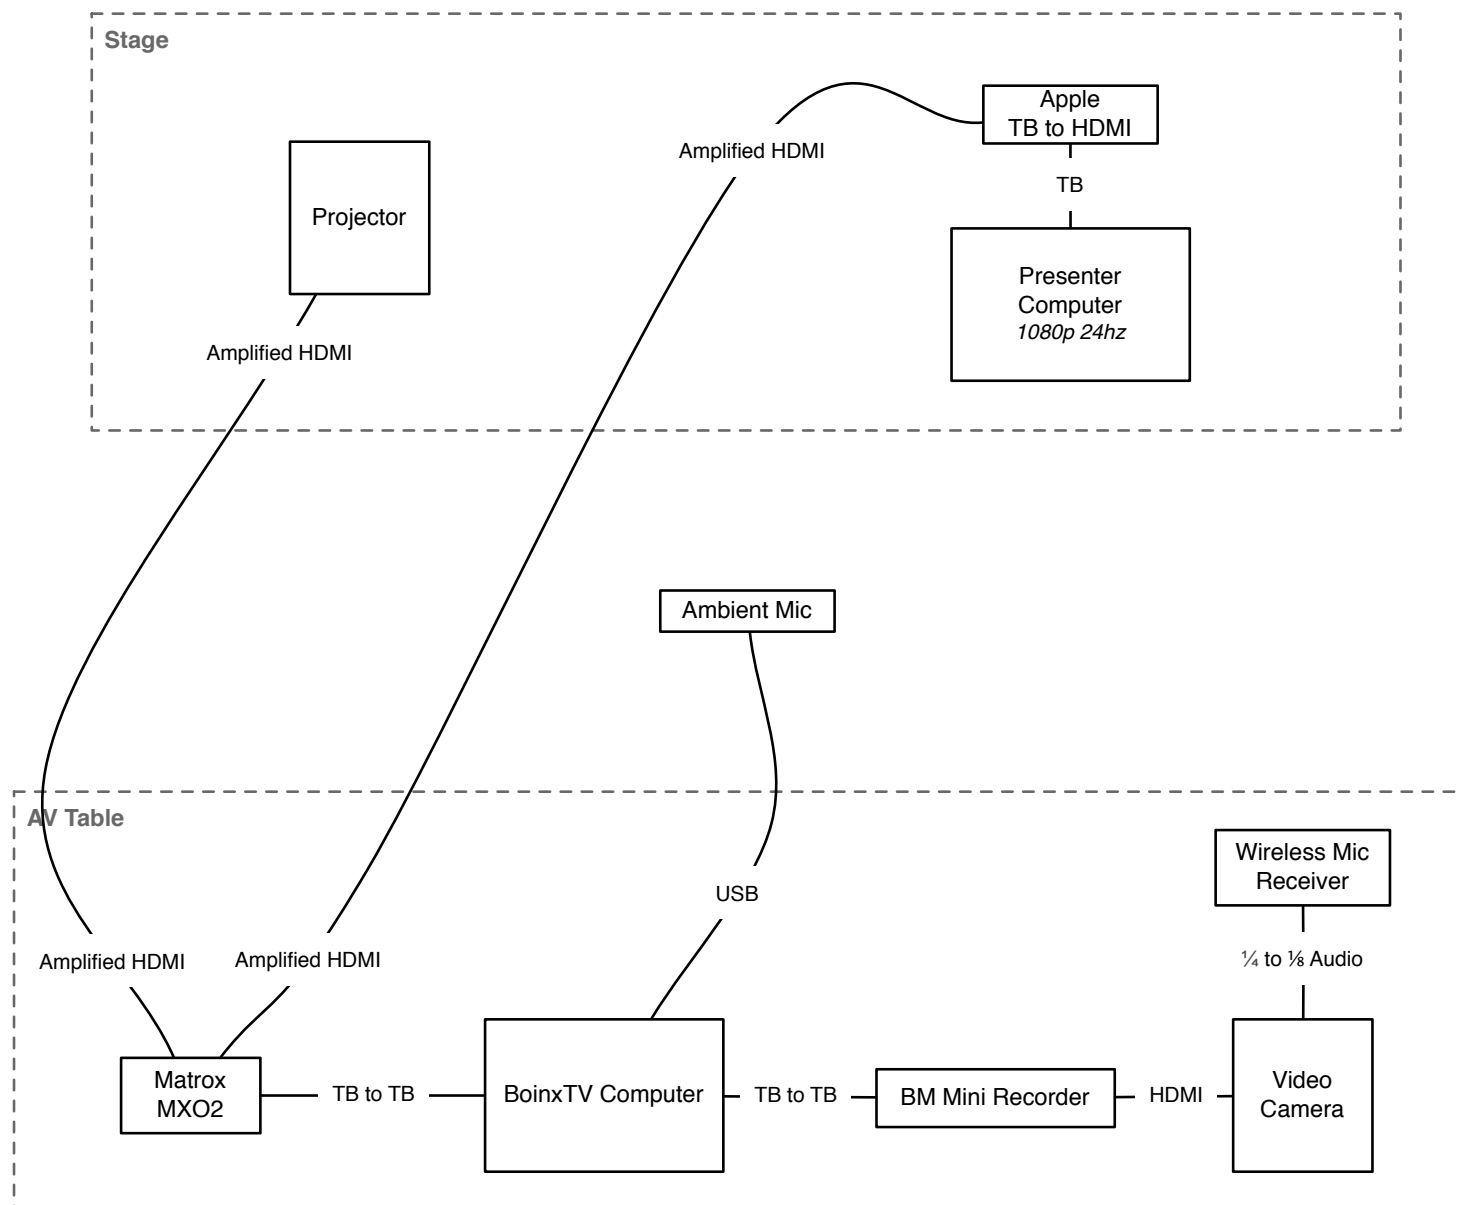 Stage
Apple
TB to HDMI
Amplified HDMI
TB
Projector
Presenter
Computer
1080p 24hz
Amplified HDMI
Ambient Mic
AV Table
Wireless Mic
Receiver
USB
Amplified HDMI
Amplified HDMI
¼ to ⅛ Audio
Matrox
MXO2
TB to TB
BoinxTV Computer
TB to TB
BM Mini Recorder
HDMI
Video
Camera